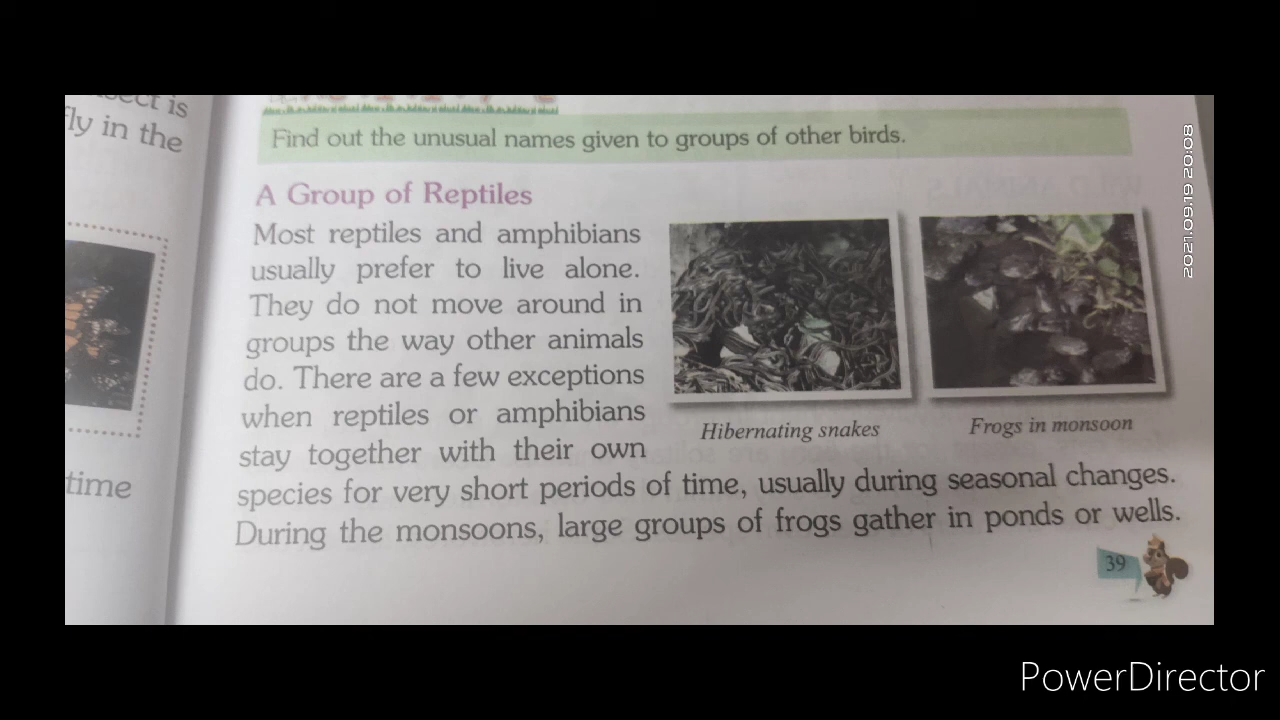 sect is
fly in the
time
Find out the unusual names given to groups of other birds.
A Group of Reptiles
Most reptiles and amphibians
usually prefer to live alone.
They do not move around in
groups the way other animals
do. There are a few exceptions
when reptiles or amphibians
stay together with their own
species for very short periods of time, usually during seasonal changes.
During the monsoons, large groups of frogs gather in ponds or wells.
Hibernating snakes
Frogs in monsoon
39
2021.09.19 20:08
PowerDirector